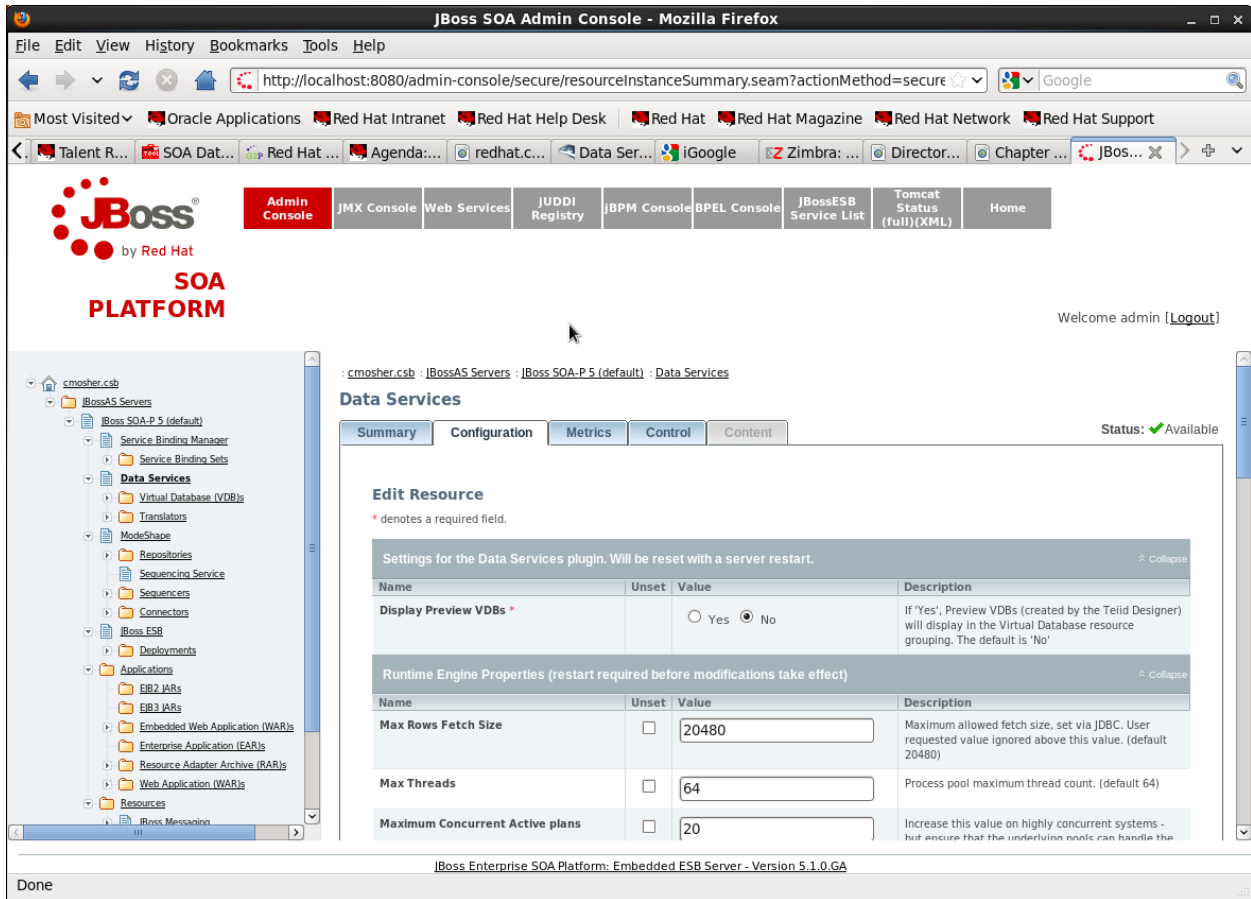 JBoss SOA Admin Console - Mozilla Firefox
File Edit View History Bookmarks Tools Help
http://localhost:8080/admin-console/secure/resourceInstanceSummary.seam?actionMethod=secure Google
Most Visited Oracle Applications Red Hat Intranet Red Hat Help Desk Red Hat Red Hat Magazine Red Hat Network Red Hat Support
Talent R... SOA Dat... Red Hat ... Agenda:... redhat.c... Data Ser... iGoogle Zimbra: ... Director... Chapter ... JBos...
JBoss®
by Red Hat
SOA
PLATFORM
Admin Console
JMX Console
Web Services
jUDDI Registry
JBPM Console
BPEL Console
JBossESB Service List
Tomcat Status (full)(XML)
Home
Welcome admin [Logout]
cmosher.csb
JBossAS Servers
JBoss SOA-P 5 (default)
Service Binding Manager
Service Binding Sets
Data Services
Virtual Database (VDB)s
Translators
ModeShape
Repositories
Sequencing Service
Sequencers
Connectors
JBoss ESB
Deployments
Applications
EJB2 JARs
EJB3 JARs
Embedded Web Application (WAR)s
Enterprise Application (EAR)s
Resource Adapter Archive (RAR)s
Web Application (WAR)s
Resources
JBoss Messaging
: cmosher.csb : JBossAS Servers : JBoss SOA-P 5 (default) : Data Services
Data Services
Summary Configuration Metrics Control Content
Status: Available
Edit Resource
* denotes a required field.
Settings for the Data Services plugin. Will be reset with a server restart. Collapse
Name Unset Value Description
Display Preview VDBs * Yes No
If 'Yes', Preview VDBs (created by the Teiid Designer)
will display in the Virtual Database resource
grouping. The default is 'No'
Runtime Engine Properties (restart required before modifications take effect) Collapse
Name Unset Value Description
Max Rows Fetch Size 20480
Maximum allowed fetch size, set via JDBC. User
requested value ignored above this value. (default
20480)
Max Threads 64 Process pool maximum thread count. (default 64)
Maximum Concurrent Active plans 20
Increase this value on highly concurrent systems -
but ensure that the underlying pools can handle the
JBoss Enterprise SOA Platform: Embedded ESB Server - Version 5.1.0.GA
Done